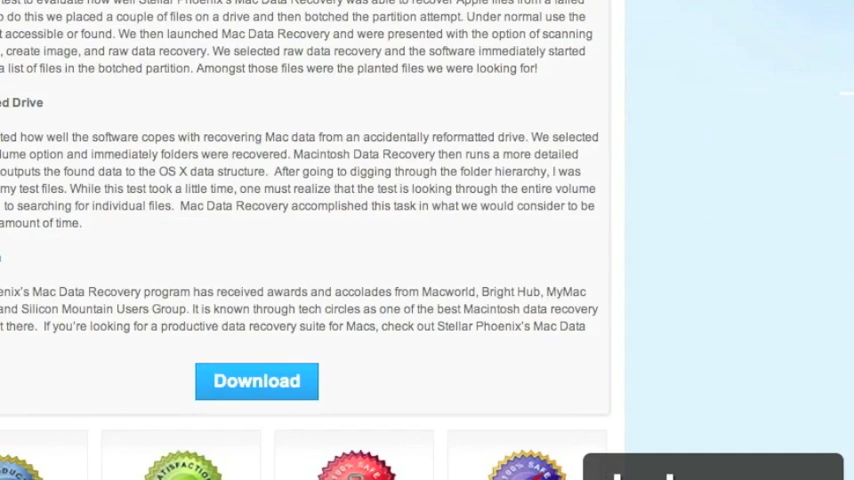 test to evaluate how well Stellar Phoenix's Mac Data Recovery was able to recover Apple files from a failed
o do this we placed a couple of files on a drive and then botched the partition attempt. Under normal use the
t accessible or found. We then launched Mac Data Recovery and were presented with the option of scanning
, create image, and raw data recovery. We selected raw data recovery and the software immediately started
a list of files in the botched partition. Amongst those files were the planted files we were looking for!
ed Drive
ted how well the software copes with recovering Mac data from an accidentally reformatted drive. We selected
lume option and immediately folders were recovered. Macintosh Data Recovery then runs a more detailed
outputs the found data to the OS X data structure. After going to digging through the folder hierarchy, I was
my test files. While this test took a little time, one must realize that the test is looking through the entire volume
to searching for individual files. Mac Data Recovery accomplished this task in what we would consider to be
amount of time.
enix's Mac Data Recovery program has received awards and accolades from Macworld, Bright Hub, MyMac
and Silicon Mountain Users Group. It is known through tech circles as one of the best Macintosh data recovery
t there. If you're looking for a productive data recovery suite for Macs, check out Stellar Phoenix's Mac Data
Download
SATISFACTION
100% SAFE
100% SAFE